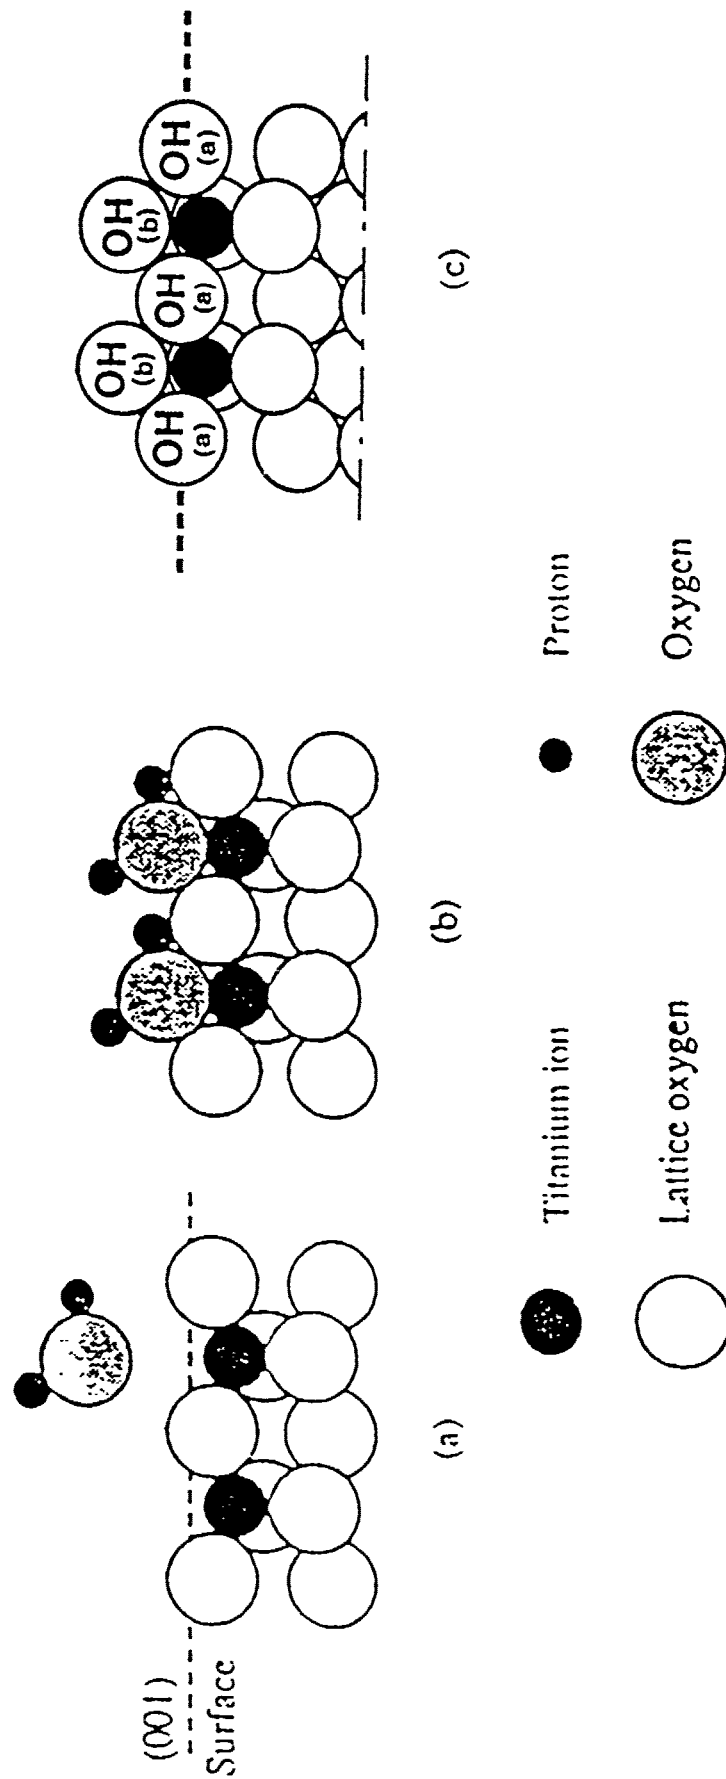 (001)
Surface
(a)
(b)
OH
(a)
OH
(b)
OH
(a)
OH
(b)
OH
(a)
(c)
Titanium ion
Proton
Lattice oxygen
Oxygen